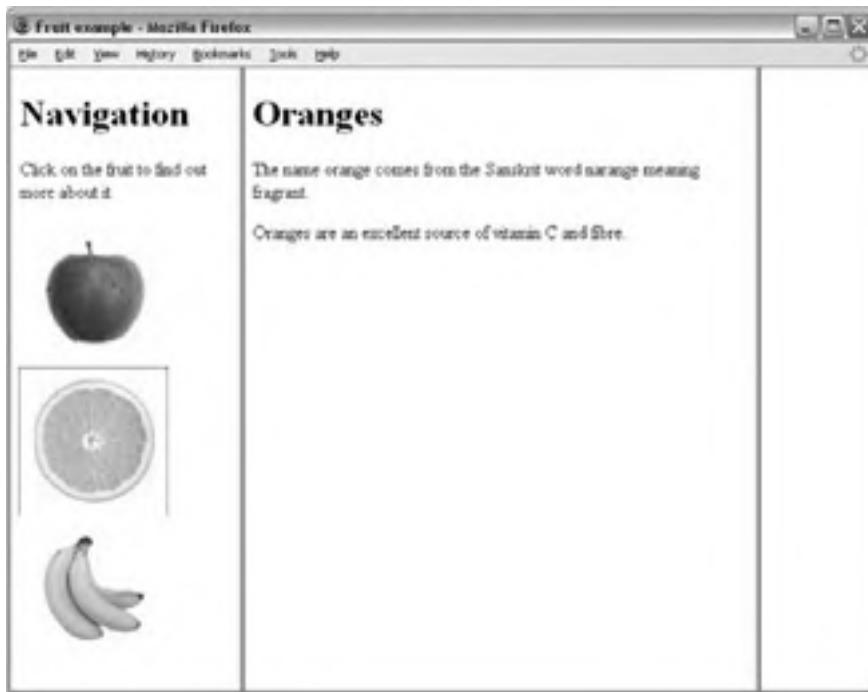 Fruit example - Mozilla Firefox
File Edit View History Bookmarks Tools Help
Navigation
Click on the fruit to find out
more about it
Oranges
The name orange comes from the Sanskrit word narange meaning
fragrant.
Oranges are an excellent source of vitamin C and fibre.